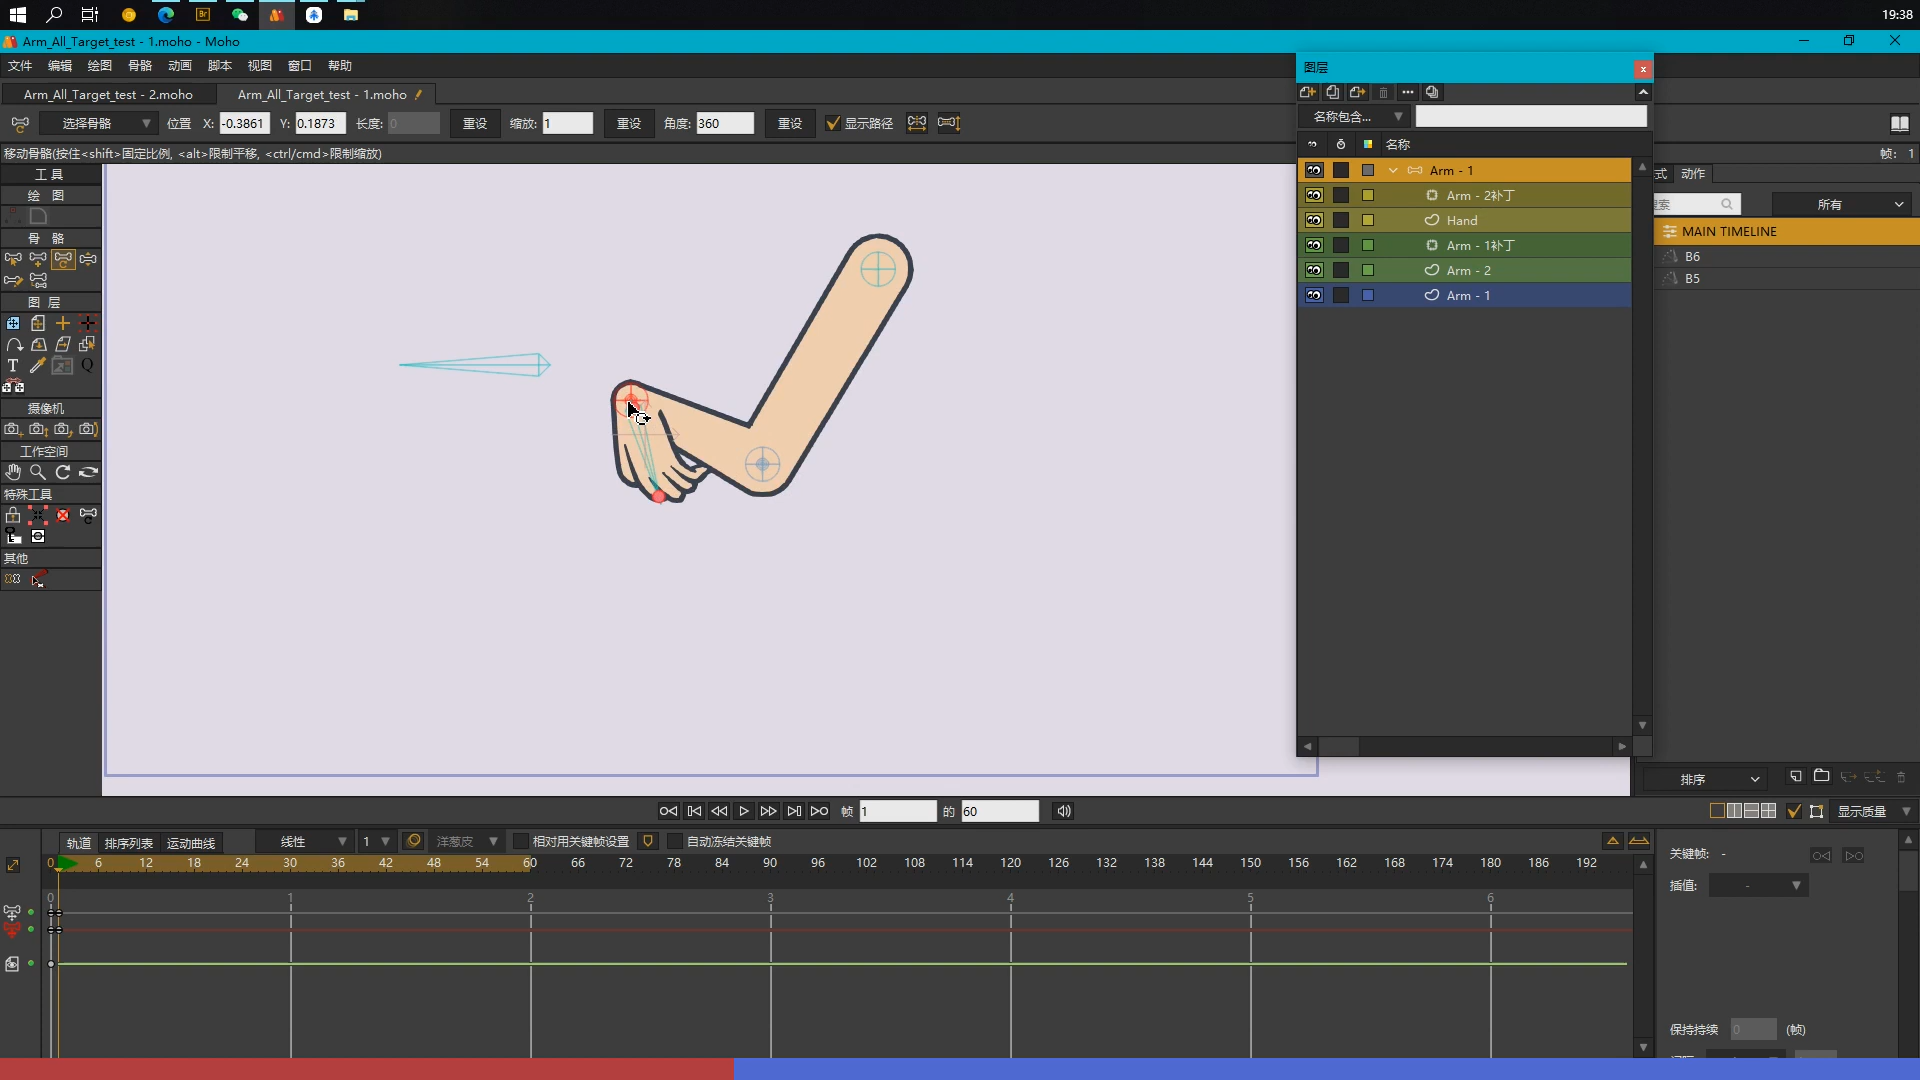 19:38
Arm_All_Target_test - 1.moho - Moho
文件 编辑 绘图 骨骼 动画 脚本 视图 窗口 帮助
Arm_All_Target_test - 2.moho
Arm_All_Target_test - 1.moho
选择骨骼 位置 X: -0.3861 Y: 0.1873 长度: 0 重设 缩放: 1 重设 角度: 360 重设 显示路径
移动骨骼(按住<shift>固定比例, <alt>限制平移, <ctrl/cmd>限制缩放)
帧: 1
工具
绘 图
骨 骼
图 层
摄像机
工作空间
特殊工具
其他
图层
名称包含...
名称
Arm - 1
Arm - 2补丁
Hand
Arm - 1补丁
Arm - 2
Arm - 1
式 动作
搜索 所有
MAIN TIMELINE
B6
B5
排序
帧 1 的 60
显示质量
轨道 排序列表 运动曲线 线性 1 洋葱皮 相对用关键帧设置 自动冻结关键帧
0 6 12 18 24 30 36 42 48 54 60 66 72 78 84 90 96 102 108 114 120 126 132 138 144 150 156 162 168 174 180 186 192
0 1 2 3 4 5 6
关键帧: -
插值: -
保持持续 0 (帧)